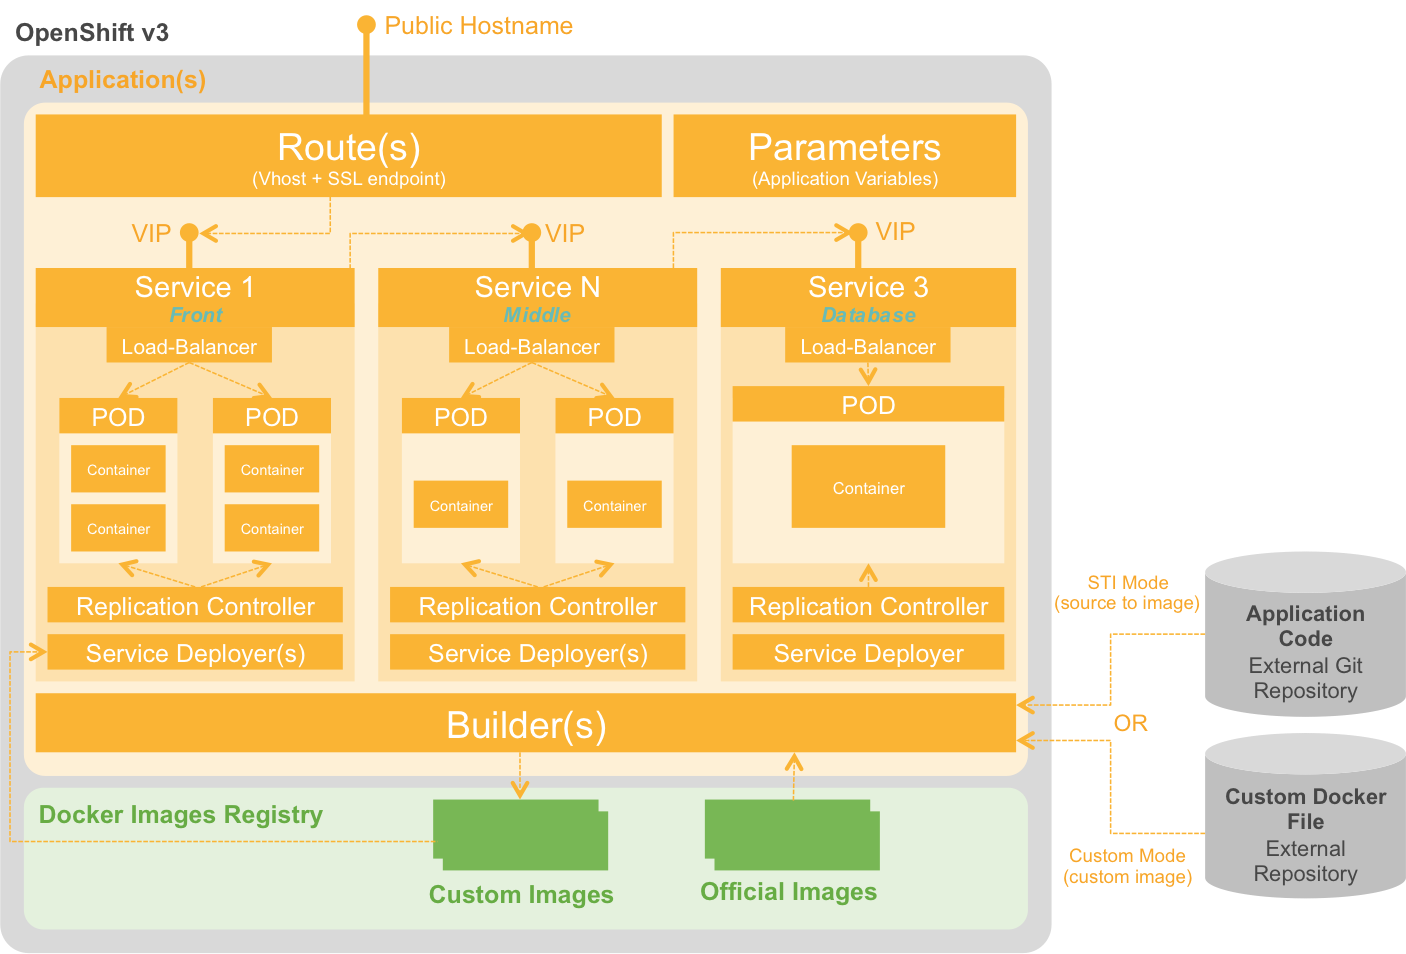 Public Hostname
OpenShift v3
Application(s)
Route(s)
(Vhost + SSL endpoint)
Parameters
(Application Variables)
VIP
VIP
VIP
Service 1
Front
Load-Balancer
Service N
Middle
Load-Balancer
Service 3
Database
Load-Balancer
POD
POD
POD
POD
POD
Container
Container
Container
Container
Container
Container
Container
Replication Controller
Replication Controller
Replication Controller
Service Deployer(s)
Service Deployer(s)
Service Deployer
Builder(s)
STI Mode
(source to image)
Application
Code
External Git
Repository
OR
Custom Docker
File
External
Repository
Custom Mode
(custom image)
Docker Images Registry
Custom Images
Official Images